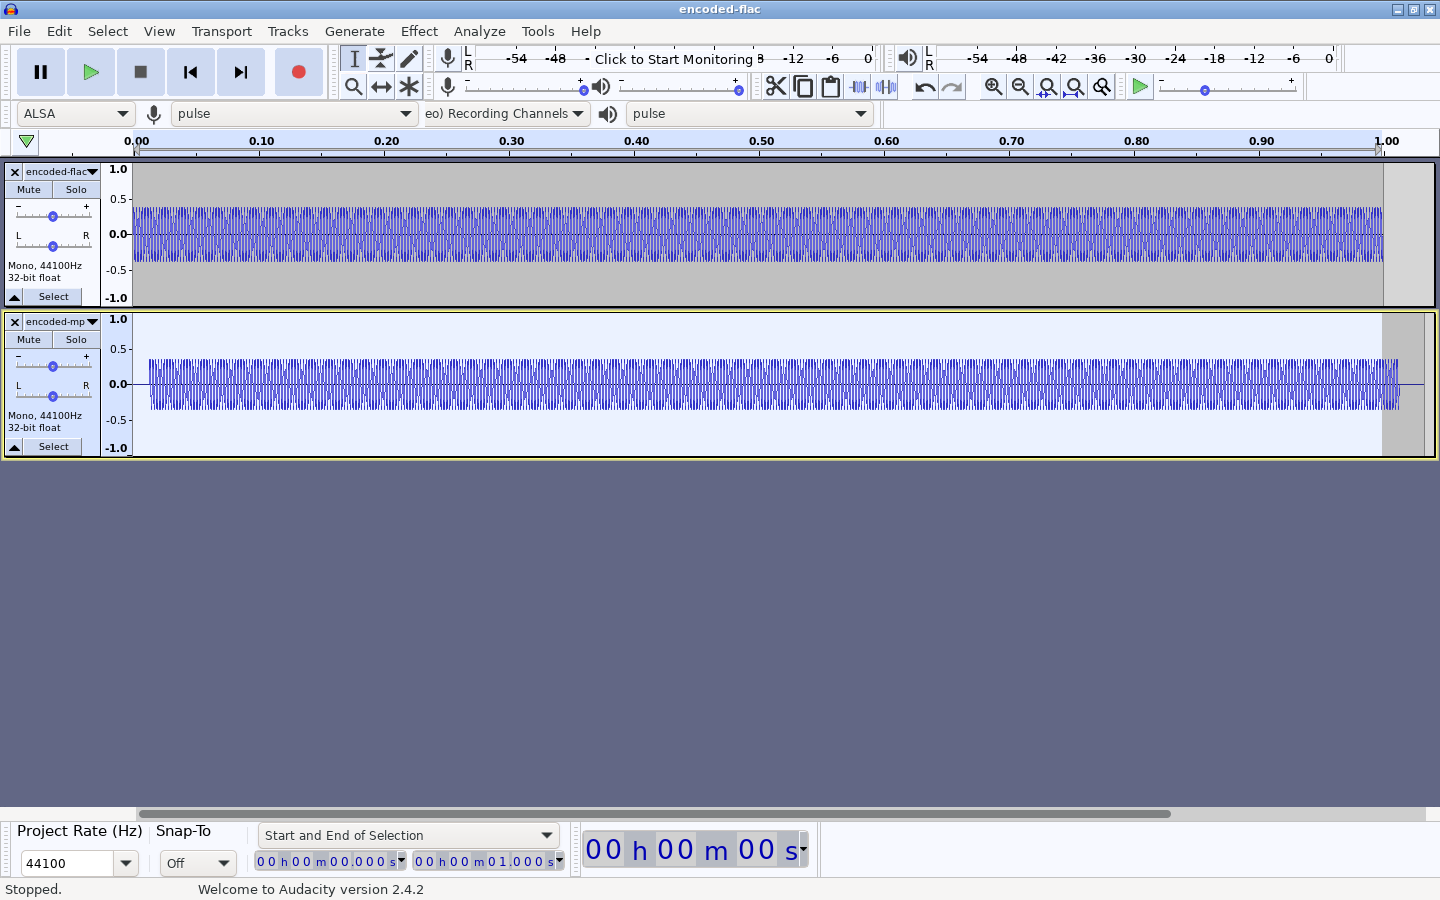 encoded-flac
File Edit Select View Transport Tracks Generate Effect Analyze Tools Help
L R -54 -48 - Click to Start Monitoring -12 -6 0 L R -54 -48 -42 -36 -30 -24 -18 -12 -6 0
ALSA pulse eo) Recording Channels pulse
0.00 0.10 0.20 0.30 0.40 0.50 0.60 0.70 0.80 0.90 1.00
encoded-flac
Mute Solo
- +
L R
Mono, 44100Hz
32-bit float
Select
1.0
0.5
0.0
-0.5
-1.0
encoded-mp
Mute Solo
- +
L R
Mono, 44100Hz
32-bit float
Select
1.0
0.5
0.0
-0.5
-1.0
Project Rate (Hz) Snap-To Start and End of Selection
44100 Off 00 h 00 m 00.000 s 00 h 00 m 01.000 s
00 h 00 m 00 s
Stopped. Welcome to Audacity version 2.4.2